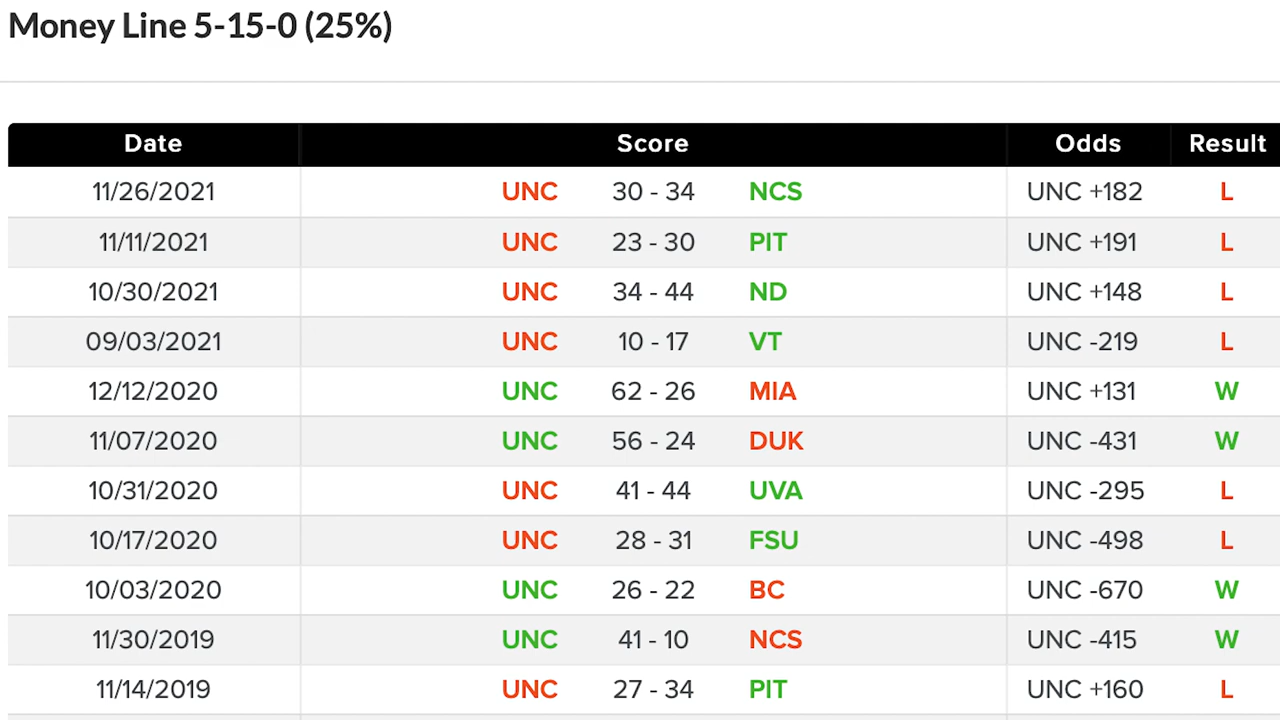 Money Line 5-15-0 (25%)
Date Score Odds Result
11/26/2021 UNC 30 - 34 NCS UNC +182 L
11/11/2021 UNC 23 - 30 PIT UNC +191 L
10/30/2021 UNC 34 - 44 ND UNC +148 L
09/03/2021 UNC 10 - 17 VT UNC -219 L
12/12/2020 UNC 62 - 26 MIA UNC +131 W
11/07/2020 UNC 56 - 24 DUK UNC -431 W
10/31/2020 UNC 41 - 44 UVA UNC -295 L
10/17/2020 UNC 28 - 31 FSU UNC -498 L
10/03/2020 UNC 26 - 22 BC UNC -670 W
11/30/2019 UNC 41 - 10 NCS UNC -415 W
11/14/2019 UNC 27 - 34 PIT UNC +160 L